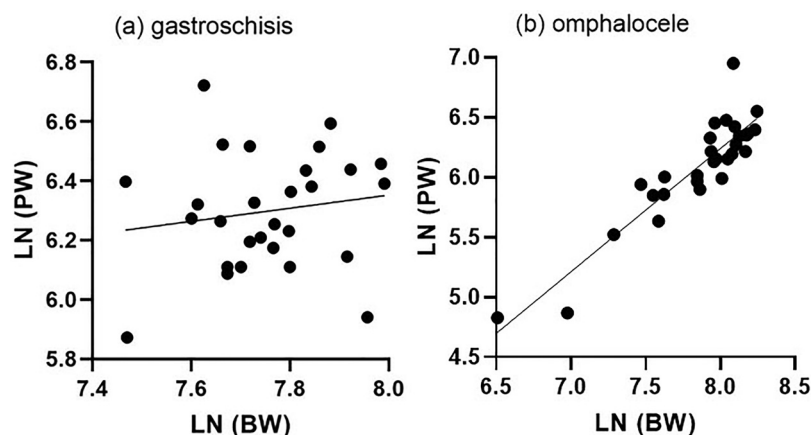 (a) gastroschisis
6.8
6.6
6.4
6.2
6.0
5.8
LN (PW)
7.4 7.6 7.8 8.0
LN (BW)
(b) omphalocele
7.0
6.5
6.0
5.5
5.0
4.5
LN (PW)
6.5 7.0 7.5 8.0 8.5
LN (BW)